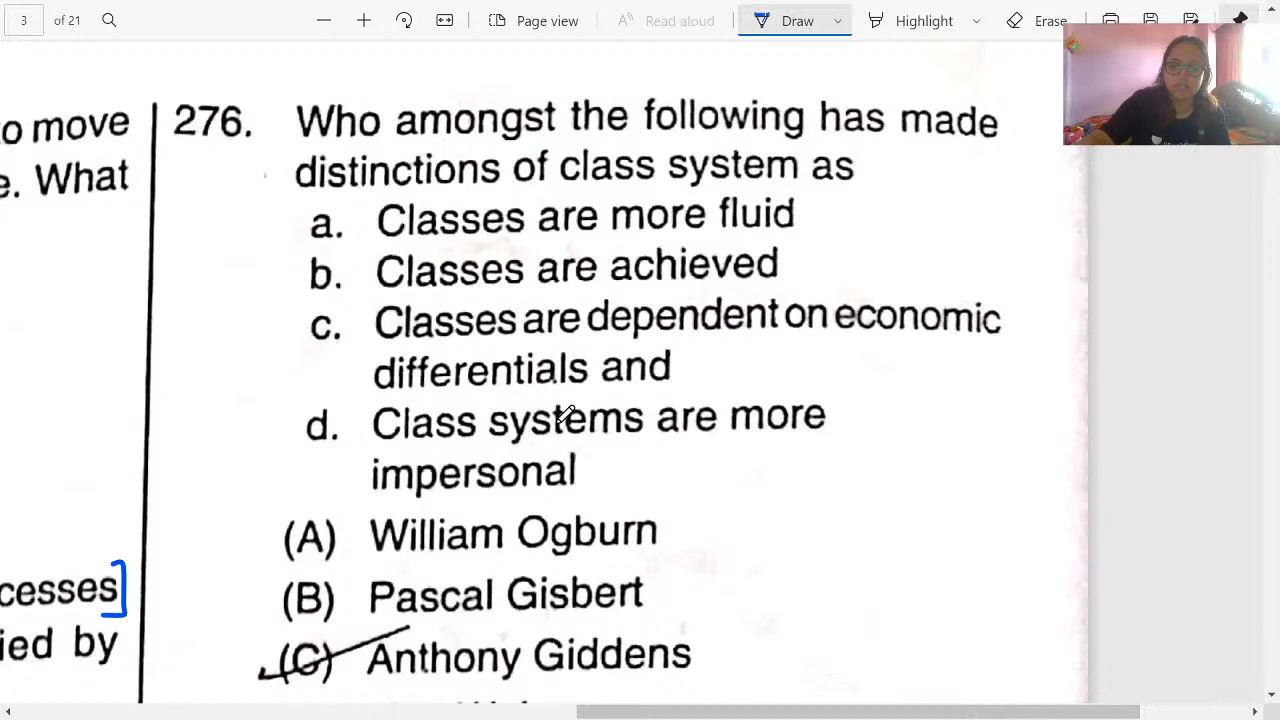 3 of 21 Page view Read aloud Draw Highlight Erase
o move
e. What
cesses
ied by
276. Who amongst the following has made
distinctions of class system as
a. Classes are more fluid
b. Classes are achieved
c. Classes are dependent on economic
differentials and
d. Class systems are more
impersonal
(A) William Ogburn
(B) Pascal Gisbert
(C) Anthony Giddens